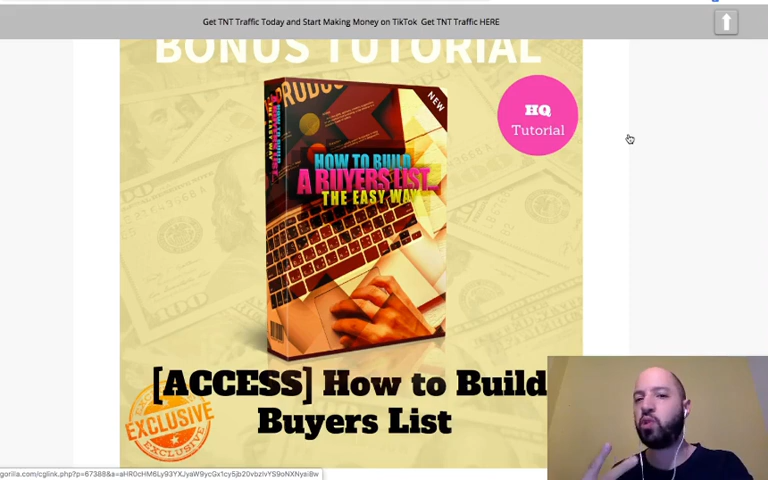 Get TNT Traffic Today and Start Making Money on TikTok Get TNT Traffic HERE
BONUS TUTORIAL
HQ
Tutorial
NEW
HOW TO BUILD
A BUYERS LIST...
THE EASY WAY
[ACCESS] How to Build
Buyers List
EXCLUSIVE